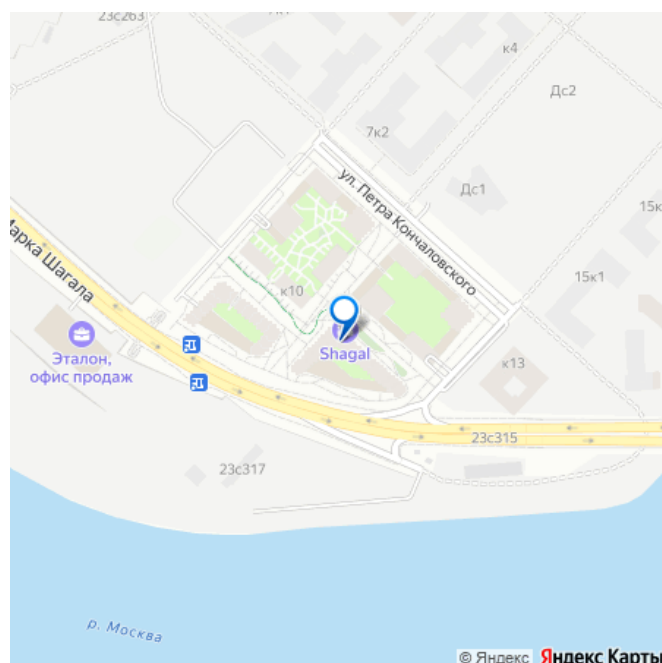 23с263
к4
Дс2
7к2
Дс1
ул. Петра Кончаловского
15к
15к1
Марка Шагала
к10
Shagal
Эталон,
офис продаж
к13
23с315
23с317
р. Москва
© Яндекс Яндекс Карты